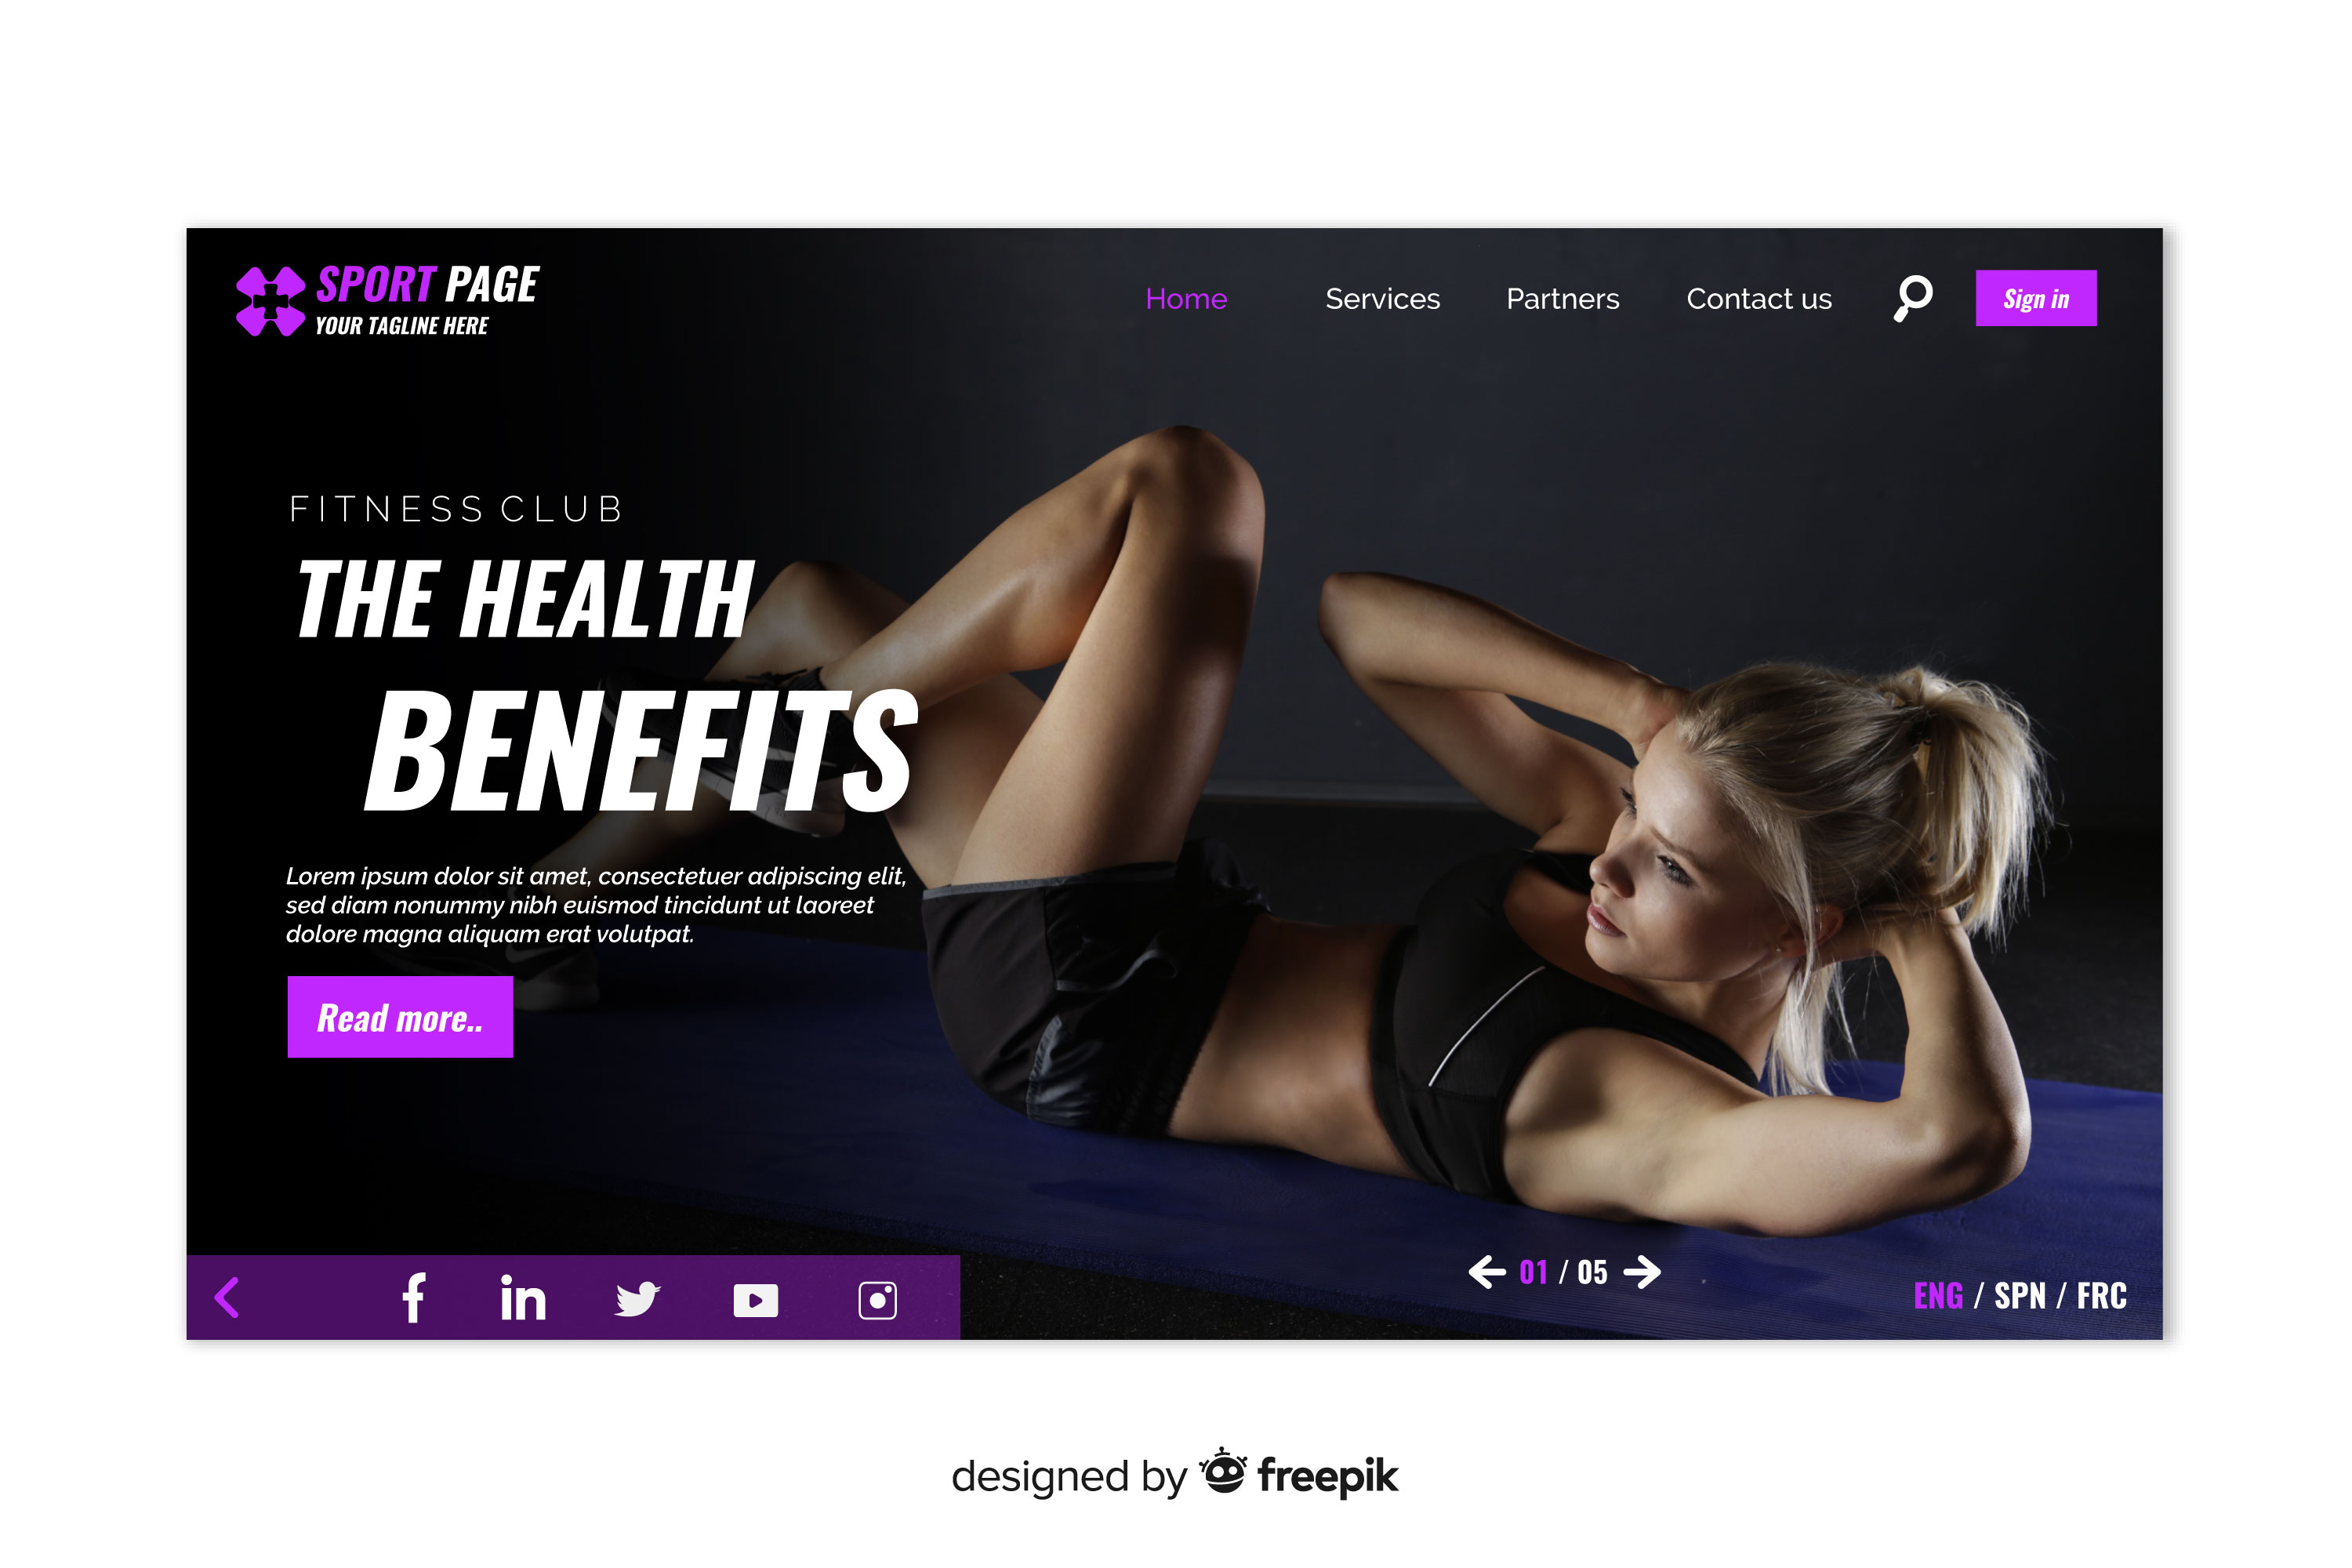 SPORT PAGE
YOUR TAGLINE HERE
Home
Services
Partners
Contact us
Sign in
FITNESS CLUB
THE HEALTH
BENEFITS
Lorem ipsum dolor sit amet, consectetuer adipiscing elit,
sed diam nonummy nibh euismod tincidunt ut laoreet
dolore magna aliquam erat volutpat.
Read more..
f
in
01 / 05
ENG / SPN / FRC
designed by freepik